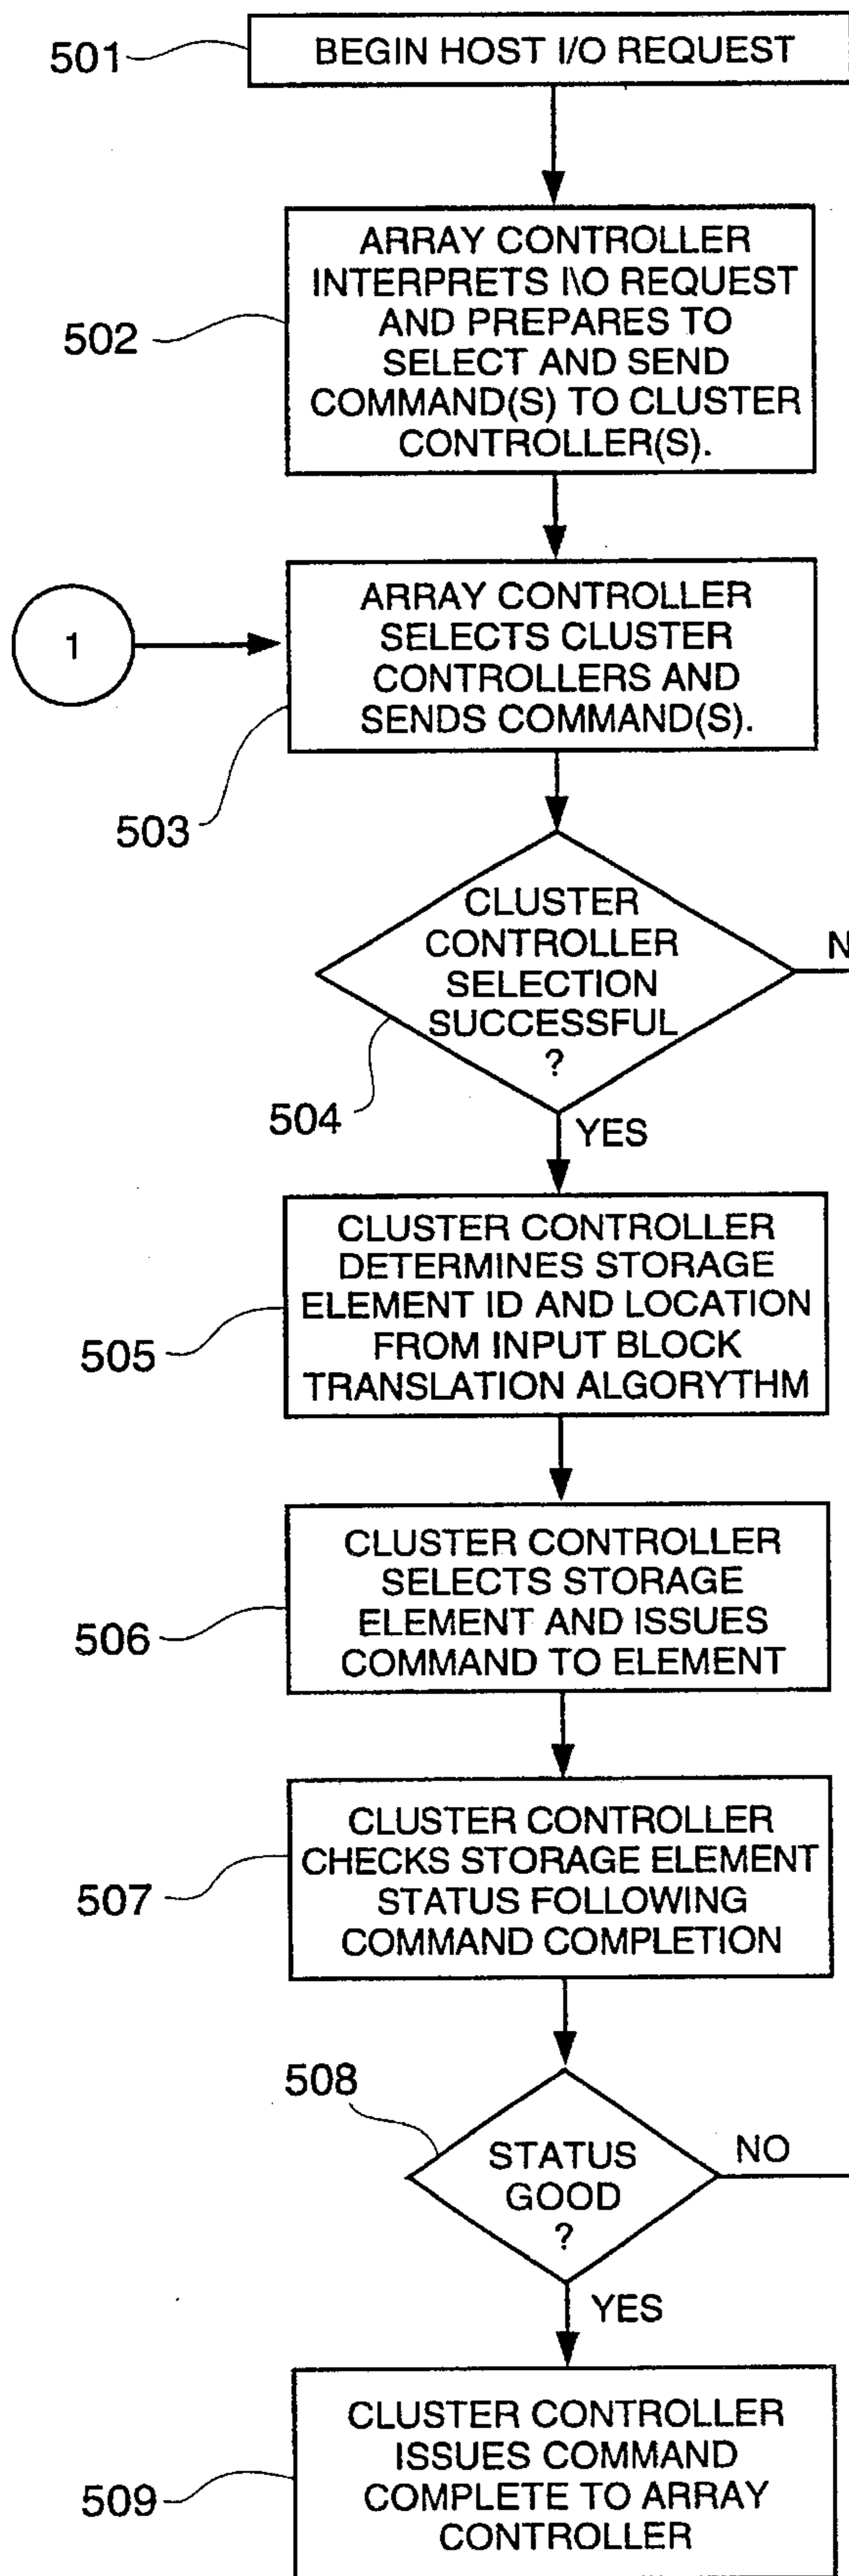 501
BEGIN HOST I/O REQUEST
ARRAY CONTROLLER
INTERPRETS I\O REQUEST
AND PREPARES TO
SELECT AND SEND
COMMAND(S) TO CLUSTER
CONTROLLER(S).
502
1
ARRAY CONTROLLER
SELECTS CLUSTER
CONTROLLERS AND
SENDS COMMAND(S).
503
CLUSTER
CONTROLLER
SELECTION
SUCCESSFUL
?
N
504
YES
CLUSTER CONTROLLER
DETERMINES STORAGE
ELEMENT ID AND LOCATION
FROM INPUT BLOCK
TRANSLATION ALGORYTHM
505
CLUSTER CONTROLLER
SELECTS STORAGE
ELEMENT AND ISSUES
COMMAND TO ELEMENT
506
CLUSTER CONTROLLER
CHECKS STORAGE ELEMENT
STATUS FOLLOWING
COMMAND COMPLETION
507
508
STATUS
GOOD
?
NO
YES
CLUSTER CONTROLLER
ISSUES COMMAND
COMPLETE TO ARRAY
CONTROLLER
509